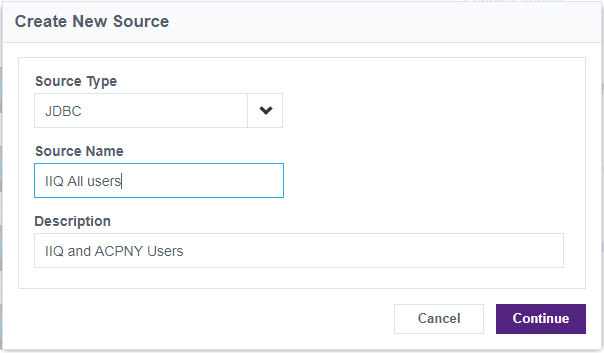 Create New Source
Source Type
JDBC
Source Name
IIQ All users
Description
IIQ and ACPNY Users
Cancel
Continue